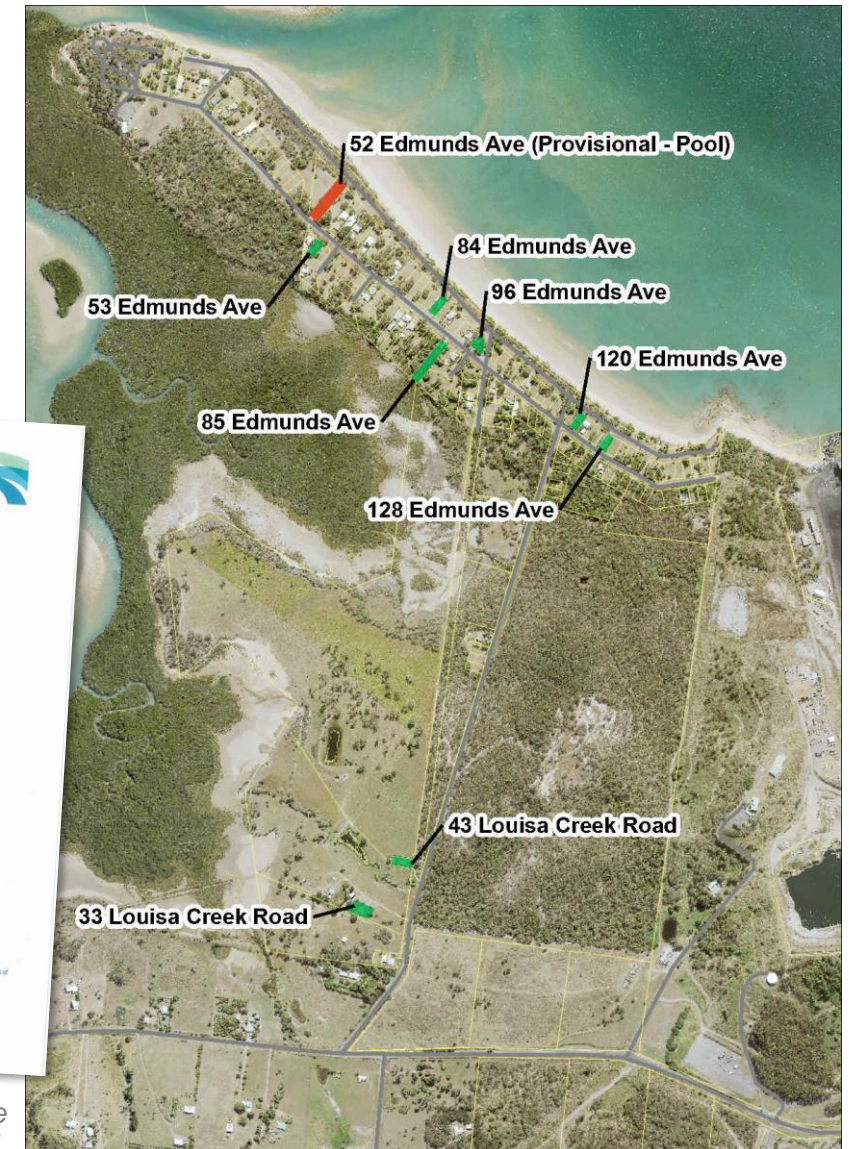 52 Edmunds Ave (Provisional - Pool)
84 Edmunds Ave
96 Edmunds Ave
53 Edmunds Ave
120 Edmunds Ave
85 Edmunds Ave
128 Edmunds Ave
43 Louisa Creek Road
33 Louisa Creek Road